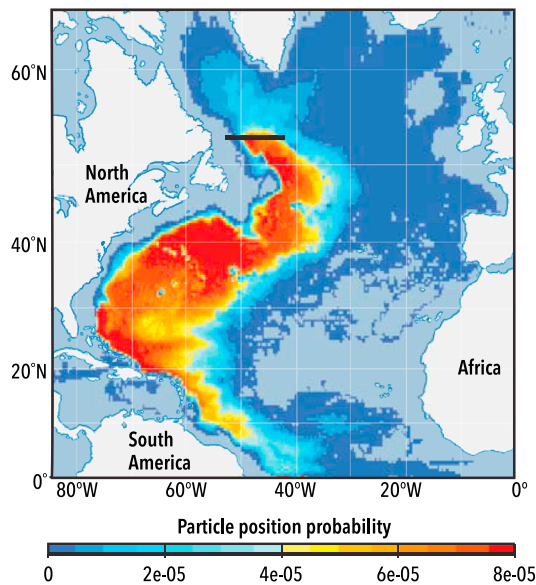 60°N
North
America
40°N
20°N
Africa
South
America
0°
80°W 60°W 40°W 20°W 0°
Particle position probability
0 2e-05 4e-05 6e-05 8e-05